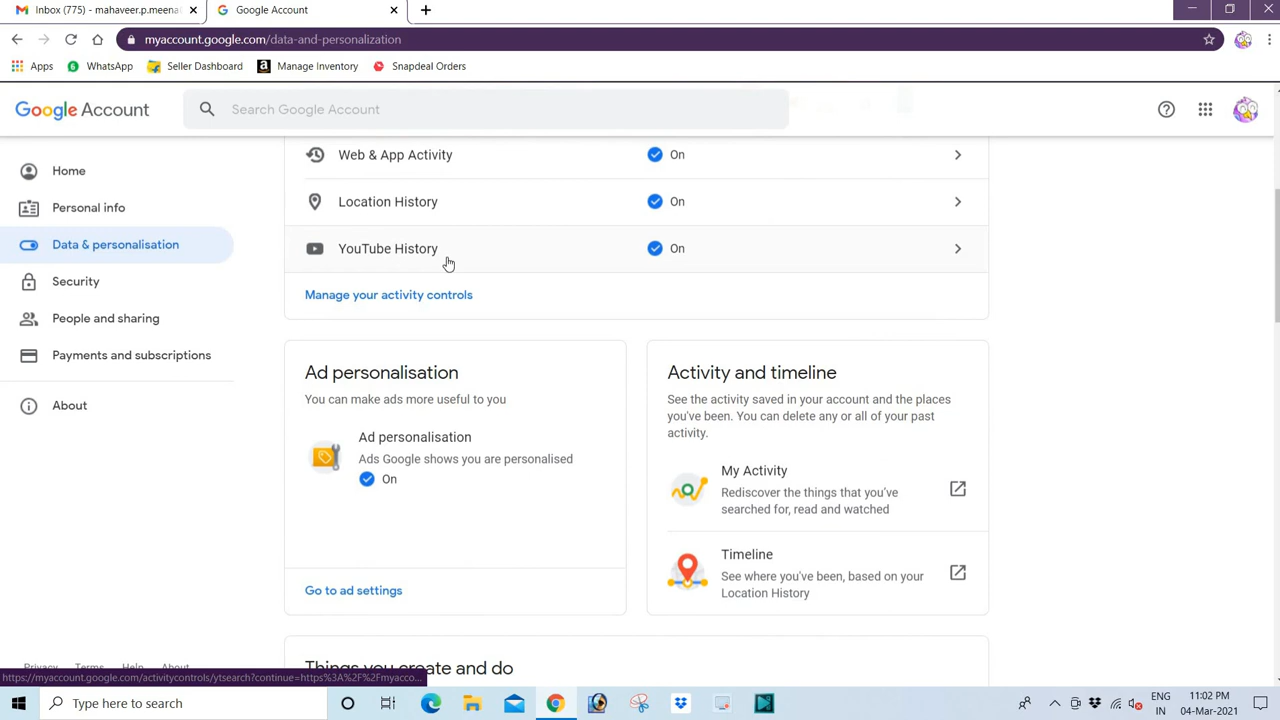 Inbox (775) - mahaveer.p.meena
Google Account
myaccount.google.com/data-and-personalization
Apps
WhatsApp
Seller Dashboard
Manage Inventory
Snapdeal Orders
Google Account
Search Google Account
Home
Personal info
Data & personalisation
Security
People and sharing
Payments and subscriptions
About
Web & App Activity
On
Location History
On
YouTube History
On
Manage your activity controls
Ad personalisation
You can make ads more useful to you
Ad personalisation
Ads Google shows you are personalised
On
Go to ad settings
Activity and timeline
See the activity saved in your account and the places
you've been. You can delete any or all of your past
activity.
My Activity
Rediscover the things that you've
searched for, read and watched
Timeline
See where you've been, based on your
Location History
Things you create and do
Privacy Terms Help About
https://myaccount.google.com/activitycontrols/ytsearch?continue=https%3A%2F%2Fmyacco...
Type here to search
ENG
IN
11:02 PM
04-Mar-2021